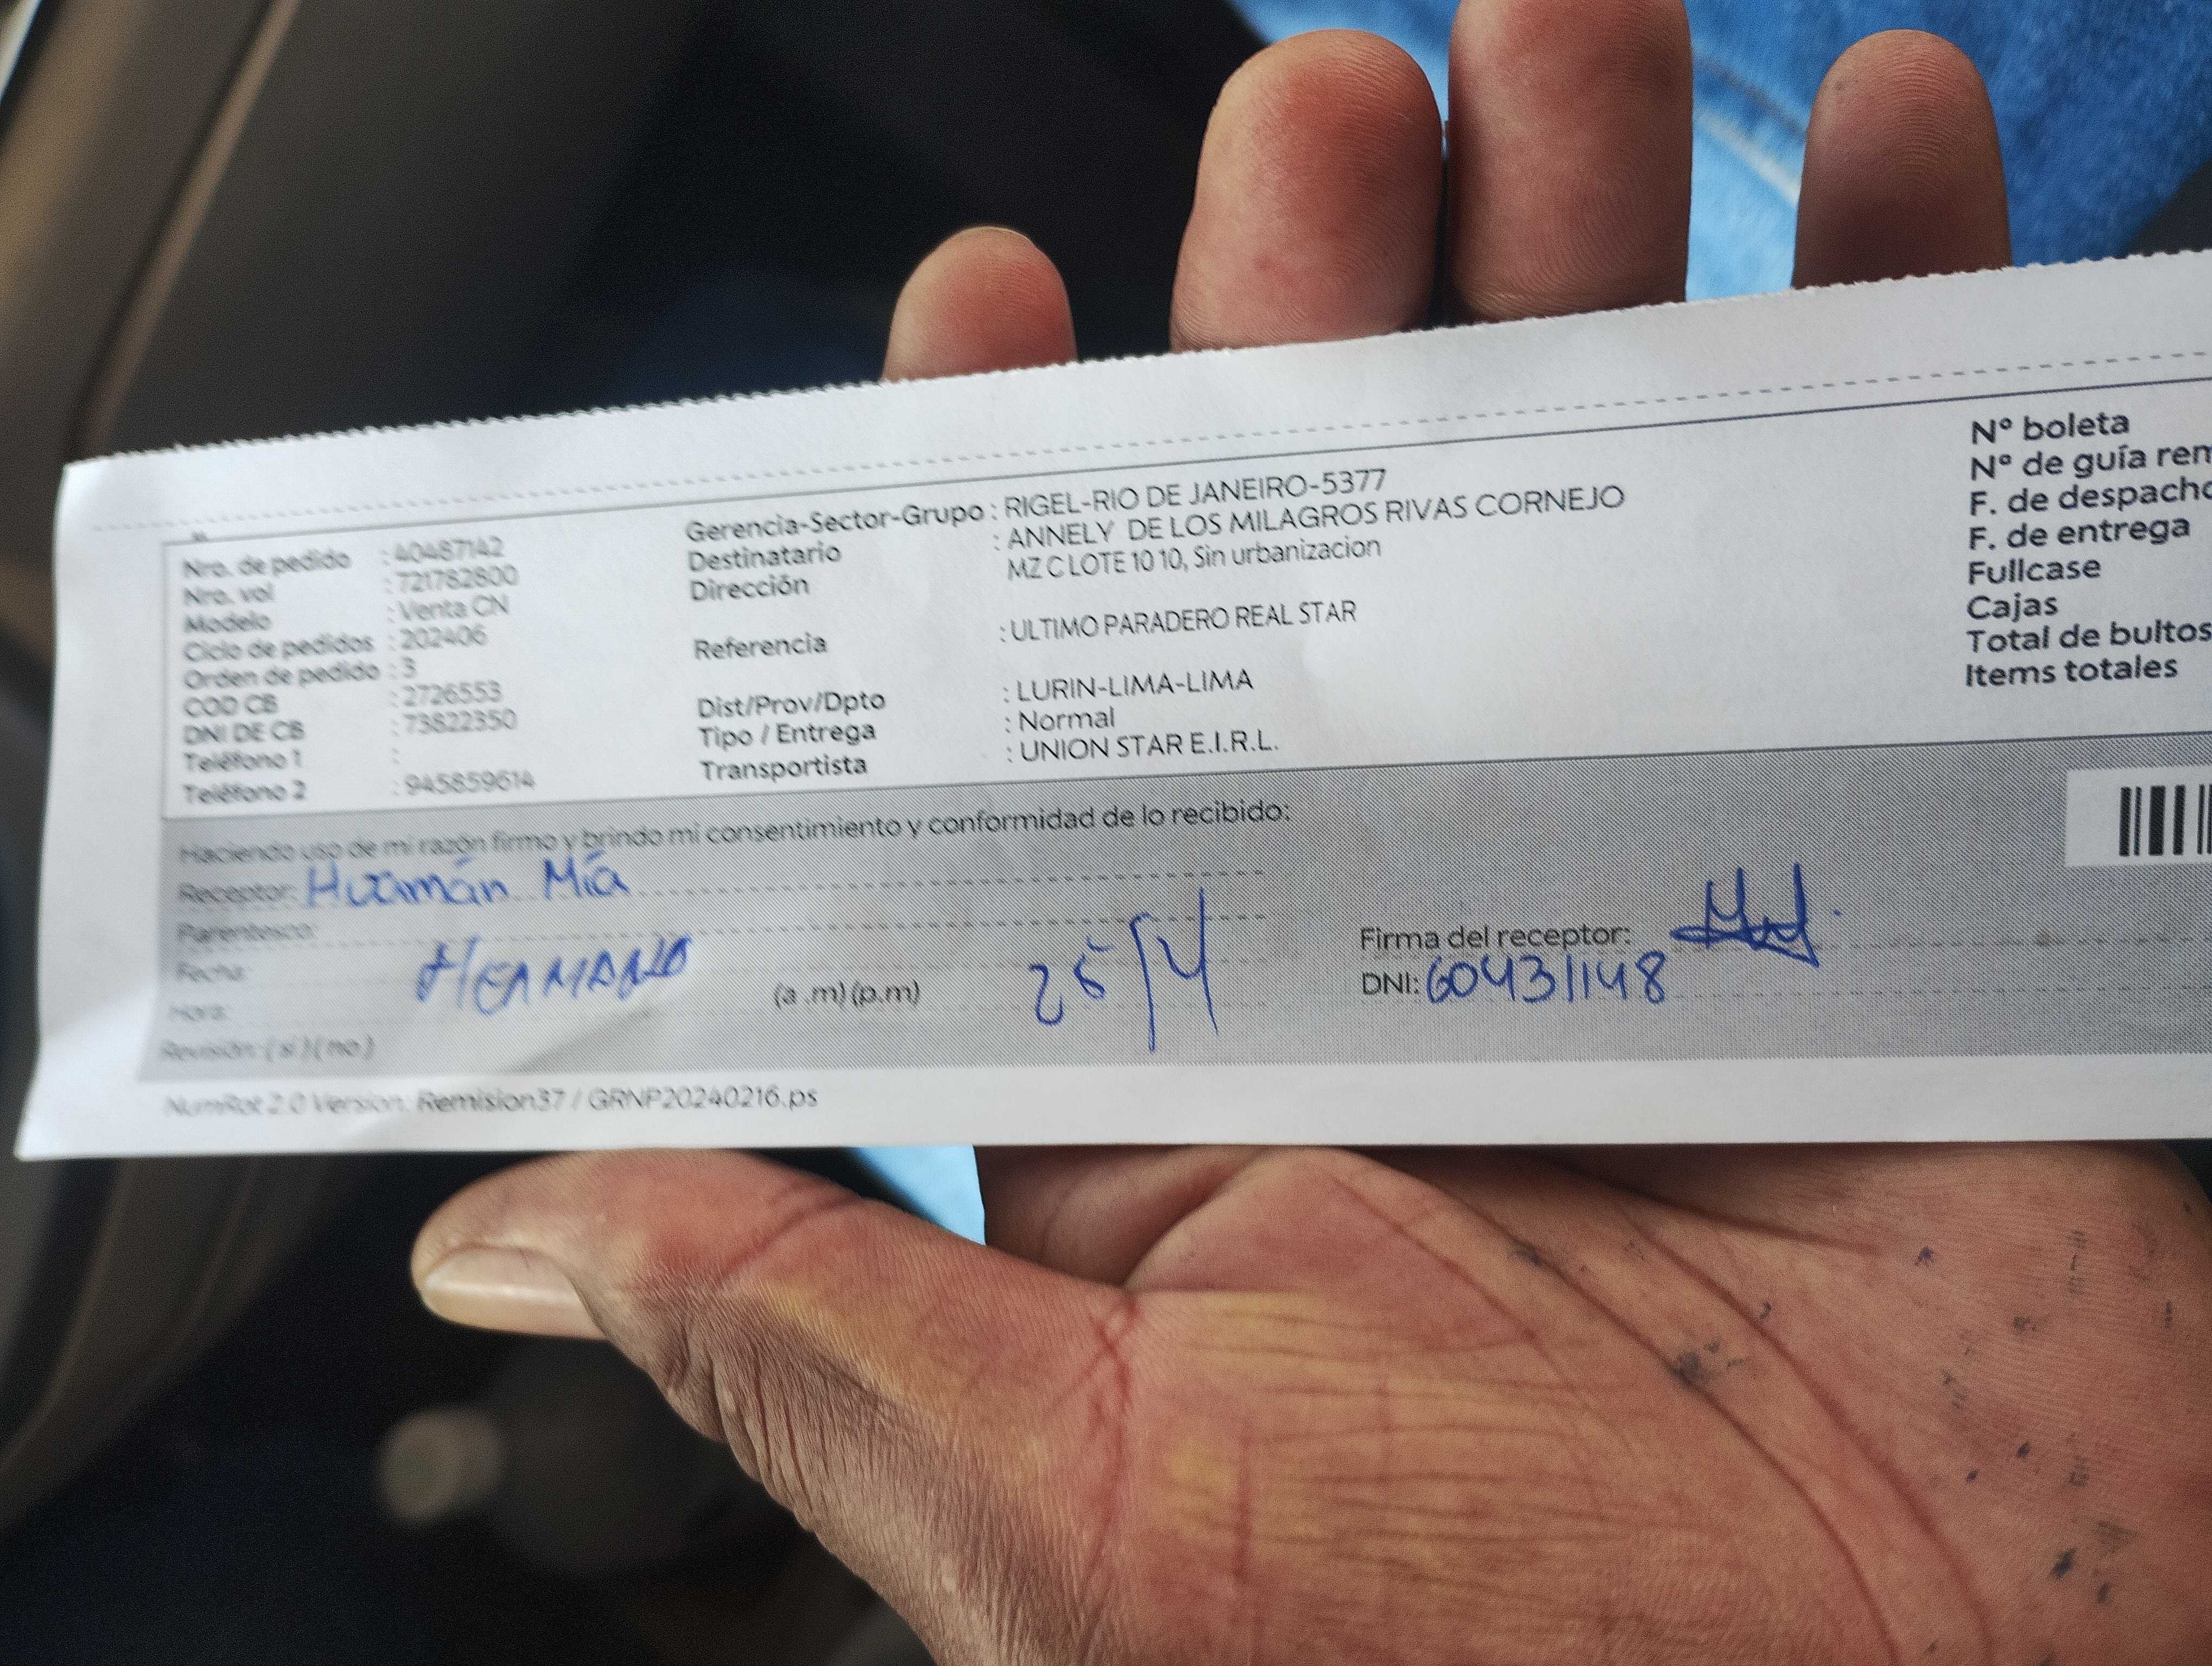 Nro. de pedido : 40487142
Nro. vol : 721782800
Modelo : Venta CN
Ciclo de pedidos : 202406
Orden de pedido : 3
COD CB : 2726553
DNI DE CB : 73822350
Teléfono 1 :
Teléfono 2 : 945859614
Gerencia-Sector-Grupo : RIGEL-RIO DE JANEIRO-5377
Destinatario : ANNELY DE LOS MILAGROS RIVAS CORNEJO
Dirección MZ C LOTE 10 10, Sin urbanizacion
Referencia : ULTIMO PARADERO REAL STAR
Dist/Prov/Dpto : LURIN-LIMA-LIMA
Tipo / Entrega : Normal
Transportista : UNION STAR E.I.R.L.
N° boleta
N° de guía rem
F. de despacho
F. de entrega
Fullcase
Cajas
Total de bultos
Items totales
Haciendo uso de mi razón firmo y brindo mi consentimiento y conformidad de lo recibido:
Receptor: Huamán Mía
Parentesco:
Fecha: HERMANO
Hora: (a .m) (p.m) 25/4
Revisión: ( si ) ( no )
Firma del receptor:
DNI: 60431148
NumRot 2.0 Version. Remision37 / GRNP20240216.ps